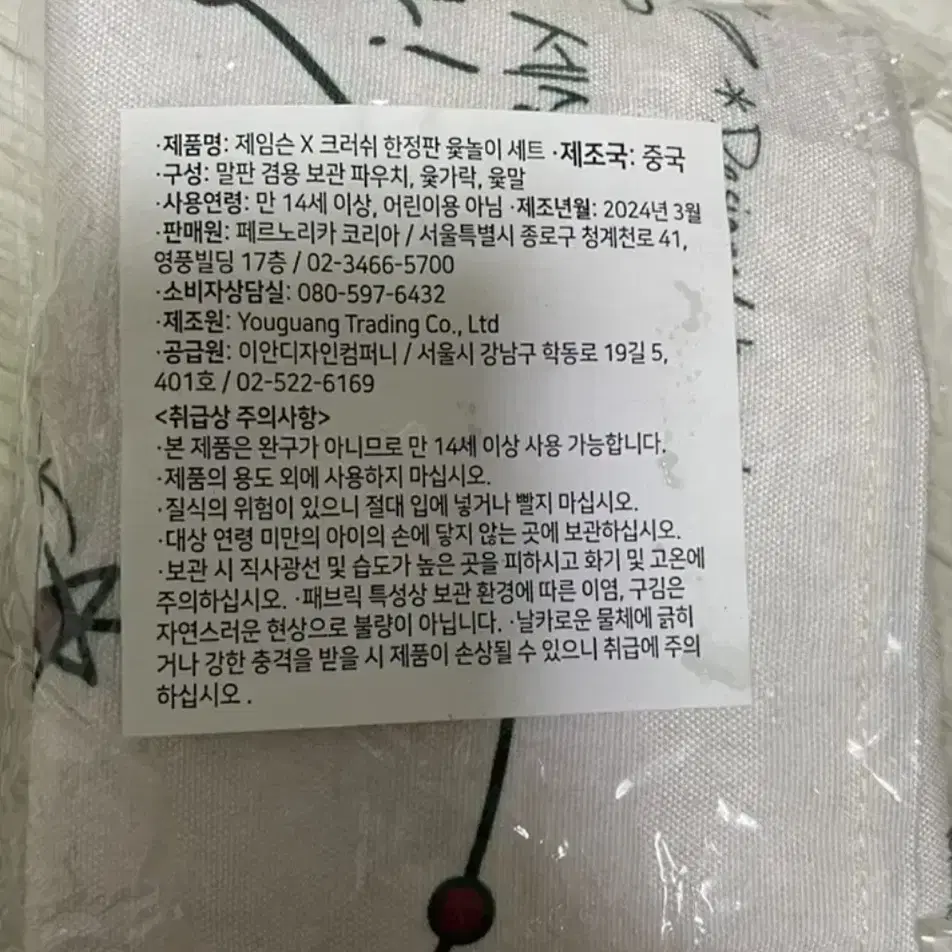 세상
*Design
·제품명: 제임슨 X 크러쉬 한정판 윷놀이 세트 ·제조국: 중국
·구성: 말판 겸용 보관 파우치, 윷가락, 윷말
·사용연령: 만 14세 이상, 어린이용 아님 ·제조년월: 2024년 3월
·판매원: 페르노리카 코리아 / 서울특별시 종로구 청계천로 41,
영풍빌딩 17층 / 02-3466-5700
·소비자상담실: 080-597-6432
·제조원: Youguang Trading Co., Ltd
·공급원: 이안디자인컴퍼니 / 서울시 강남구 학동로 19길 5,
401호 / 02-522-6169
<취급상 주의사항>
·본 제품은 완구가 아니므로 만 14세 이상 사용 가능합니다.
·제품의 용도 외에 사용하지 마십시오.
·질식의 위험이 있으니 절대 입에 넣거나 빨지 마십시오.
·대상 연령 미만의 아이의 손에 닿지 않는 곳에 보관하십시오.
·보관 시 직사광선 및 습도가 높은 곳을 피하시고 화기 및 고온에
주의하십시오. ·패브릭 특성상 보관 환경에 따른 이염, 구김은
자연스러운 현상으로 불량이 아닙니다. ·날카로운 물체에 긁히
거나 강한 충격을 받을 시 제품이 손상될 수 있으니 취급에 주의
하십시오 .